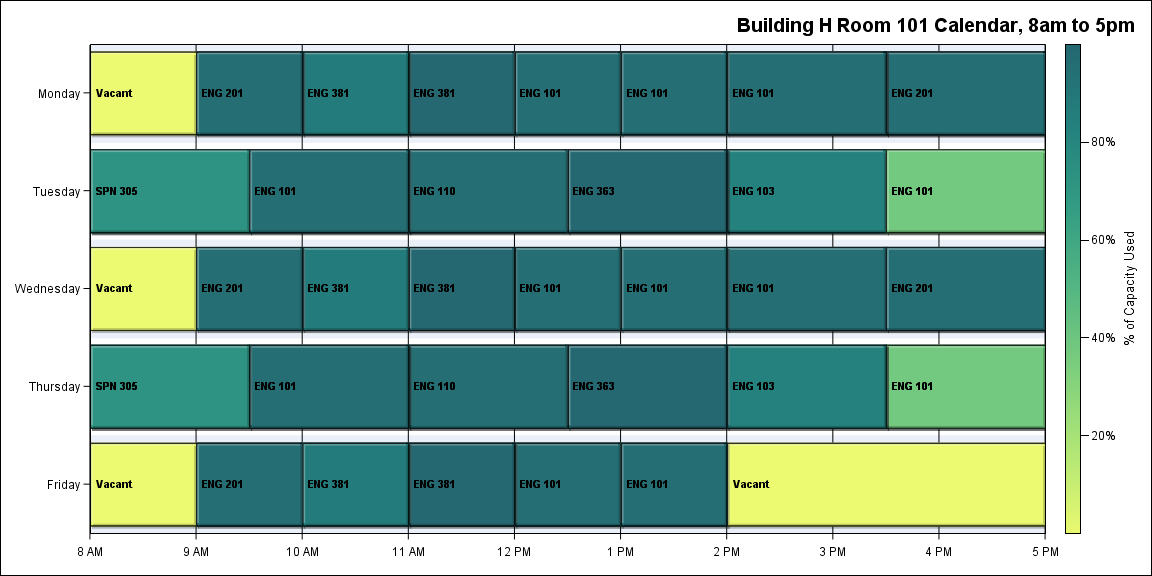 Building H Room 101 Calendar, 8am to 5pm
Monday
Vacant
ENG 201
ENG 381
ENG 381
ENG 101
ENG 101
ENG 101
ENG 201
Tuesday
SPN 305
ENG 101
ENG 110
ENG 363
ENG 103
ENG 101
Wednesday
Vacant
ENG 201
ENG 381
ENG 381
ENG 101
ENG 101
ENG 101
ENG 201
Thursday
SPN 305
ENG 101
ENG 110
ENG 363
ENG 103
ENG 101
Friday
Vacant
ENG 201
ENG 381
ENG 381
ENG 101
ENG 101
Vacant
8 AM
9 AM
10 AM
11 AM
12 PM
1 PM
2 PM
3 PM
4 PM
5 PM
80%
60%
40%
20%
% of Capacity Used